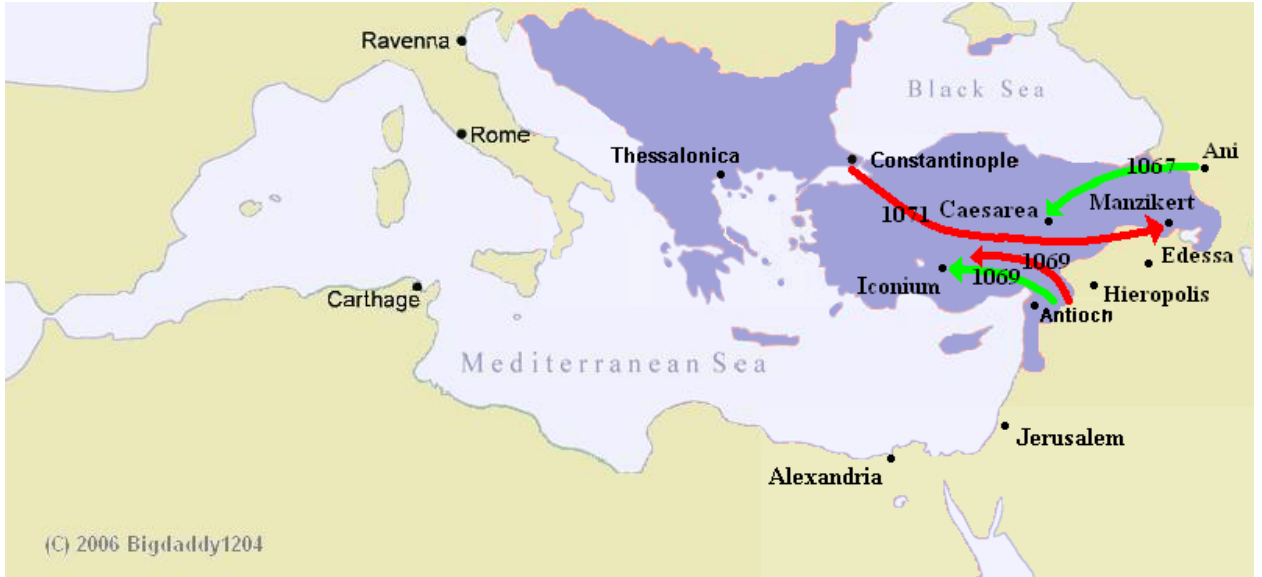 Ravenna
Black Sea
Rome
Thessalonica
Constantinople
1067
Ani
1071
Caesarea
Manzikert
1069
Edessa
Iconium
1069
Hieropolis
Carthage
Antioch
Mediterranean Sea
Jerusalem
Alexandria
(C) 2006 Bigdaddy1204